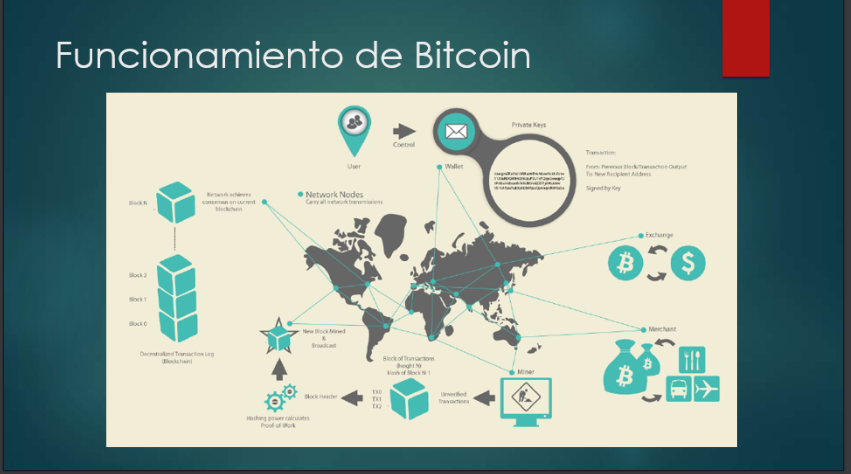 Funcionamiento de Bitcoin
User
Control
Wallet
Private Keys
Transaction:
From: Previous Block/Transaction Output
To: New Recipient Address
Signed by Key
Network Nodes
Carry all network transmissions
Block N
Network achieves
consensus on current
blockchain
Block 2
Block 1
Block 0
Decentralized Transaction Log
(Blockchain)
Exchange
Merchant
New Block Mined
&
Broadcast
Block of Transactions
(height N)
Hash of Block N-1
Miner
Hashing power calculates
Proof-of-Work
Block Header
TX0
TX1
TX2
Unverified
Transactions